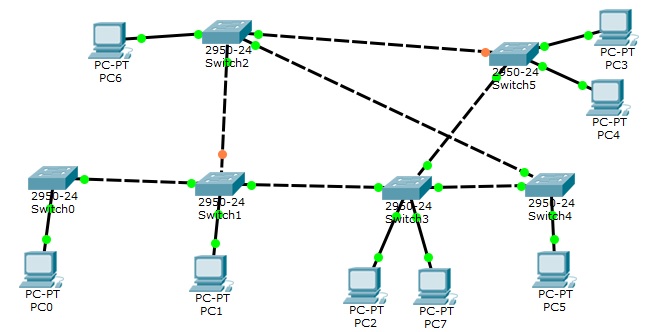 PC-PT
PC6
2950-24
Switch2
2950-24
Switch5
PC-PT
PC3
PC-PT
PC4
2950-24
Switch0
2950-24
Switch1
2950-24
Switch3
2950-24
Switch4
PC-PT
PC0
PC-PT
PC1
PC-PT
PC2
PC-PT
PC7
PC-PT
PC5